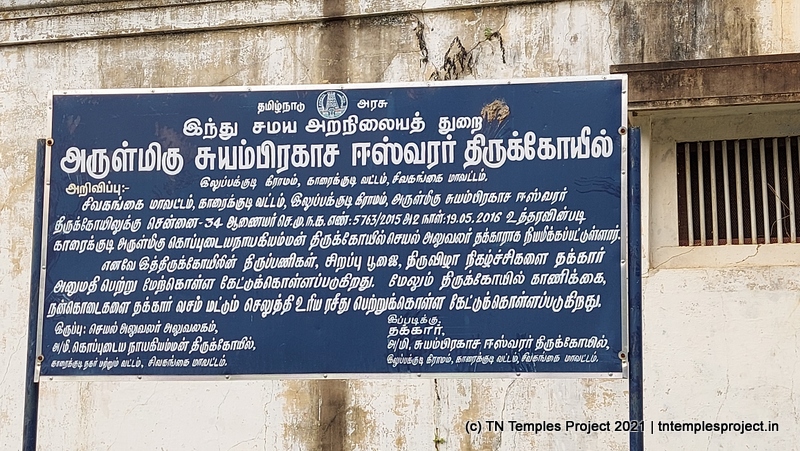 தமிழ்நாடு அரசு
இந்து சமய அறநிலையத் துறை
அருள்மிகு சுயம்பிரகாச ஈஸ்வரர் திருக்கோயில்
இலுப்பக்குடி கிராமம், காரைக்குடி வட்டம், சிவகங்கை மாவட்டம்.
அறிவிப்பு:-
சிவகங்கை மாவட்டம், காரைக்குடி வட்டம், இலுப்பக்குடி கிராமம், அருள்மிகு சுயம்பிரகாச ஈஸ்வரர்
திருக்கோயிலுக்கு சென்னை-34 ஆணையர் செ.மு.ந.க.எண்: 5763/2015 அ2 நாள்:19.05.2016 உத்தரவின்படி
காரைக்குடி அருள்மிகு கொப்புடையநாயகியம்மன் திருக்கோயில் செயல் அலுவலர் தக்காராக நியமிக்கப்பட்டுள்ளார்.
எனவே இத்திருக்கோயிலின் திருப்பணிகள், சிறப்பு பூஜை, திருவிழா நிகழ்ச்சிகளை தக்கார்
அனுமதி பெற்று மேற்கொள்ள கேட்டுக்கொள்ளப்படுகிறது. மேலும் திருக்கோயில் காணிக்கை,
நன்கொடைகளை தக்கார் வசம் மட்டும் செலுத்தி உரிய ரசீது பெற்றுக்கொள்ள கேட்டுக்கொள்ளப்படுகிறது.
இருப்பு: செயல் அலுவலர் அலுவலகம்,
அ/மி. கொப்புடைய நாயகியம்மன் திருக்கோயில்,
காரைக்குடி நகர் மற்றும் வட்டம், சிவகங்கை மாவட்டம்.
இப்படிக்கு,
தக்கார்,
அ/மி, சுயம்பிரகாச ஈஸ்வரர் திருக்கோயில்,
இலுப்பக்குடி கிராமம், காரைக்குடி வட்டம், சிவகங்கை மாவட்டம்.
(c) TN Temples Project 2021 | tntemplesproject.in